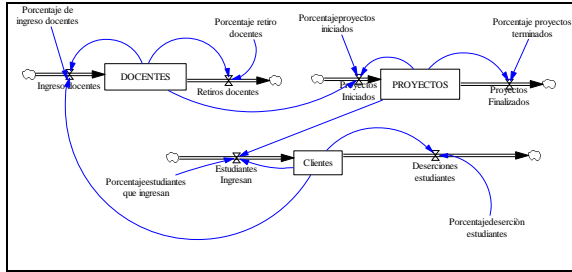 Porcentaje de
ingreso docentes
Ingreso docentes
DOCENTES
Porcentaje retiro
docentes
Retiros docentes
Porcentajeproyectos
iniciados
Proyectos
Iniciados
PROYECTOS
Porcentaje proyectos
terminados
Proyectos
Finalizados
Porcentajeestudiantes
que ingresan
Estudiantes
Ingresan
Clientes
Deserciones
estudiantes
Porcentajedeserciòn
estudiantes